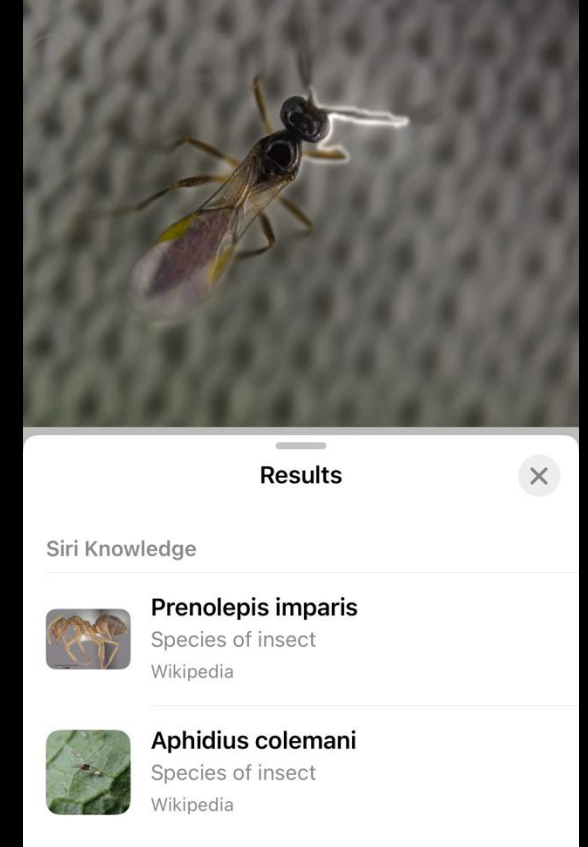 Results
Siri Knowledge
Prenolepis imparis
Species of insect
Wikipedia
Aphidius colemani
Species of insect
Wikipedia